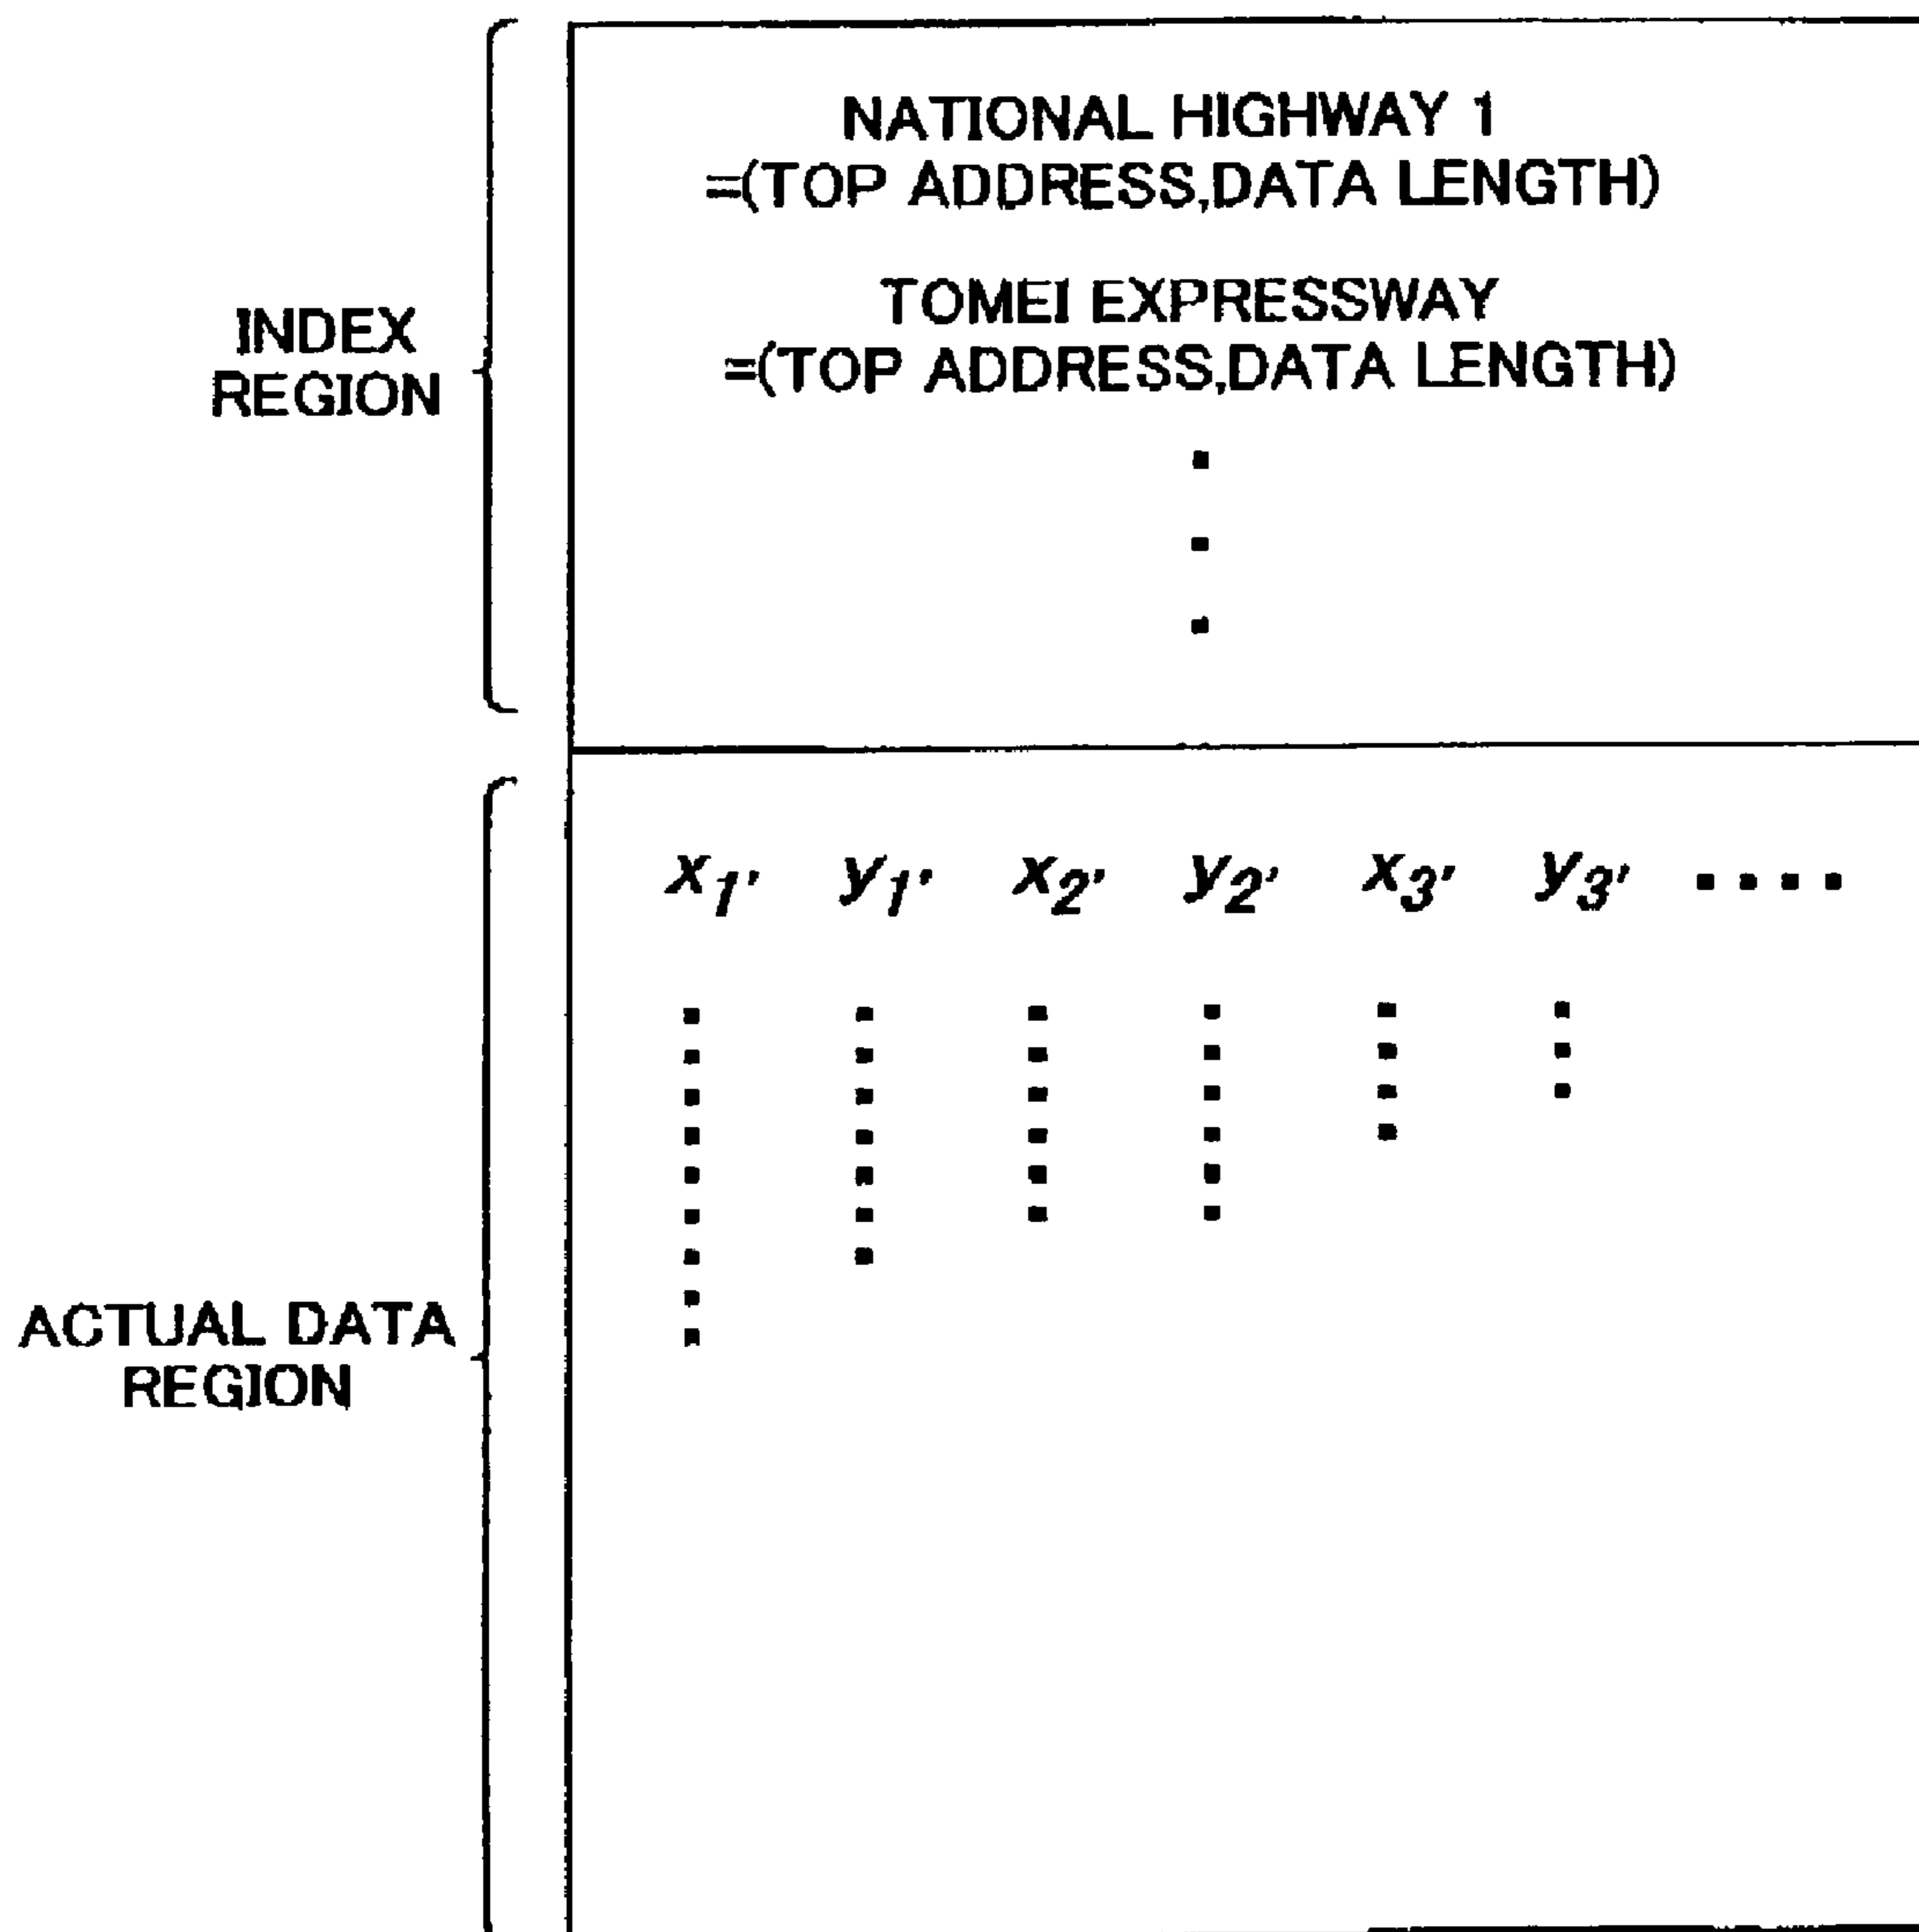 NATIONAL HIGHWAY 1
=(TOP ADDRESS,DATA LENGTH)
TOMEI EXPRESSWAY
=(TOP ADDRESS,DATA LENGTH)
INDEX
REGION
x1, y1, x2, y2, x3, y3, ....
ACTUAL DATA
REGION